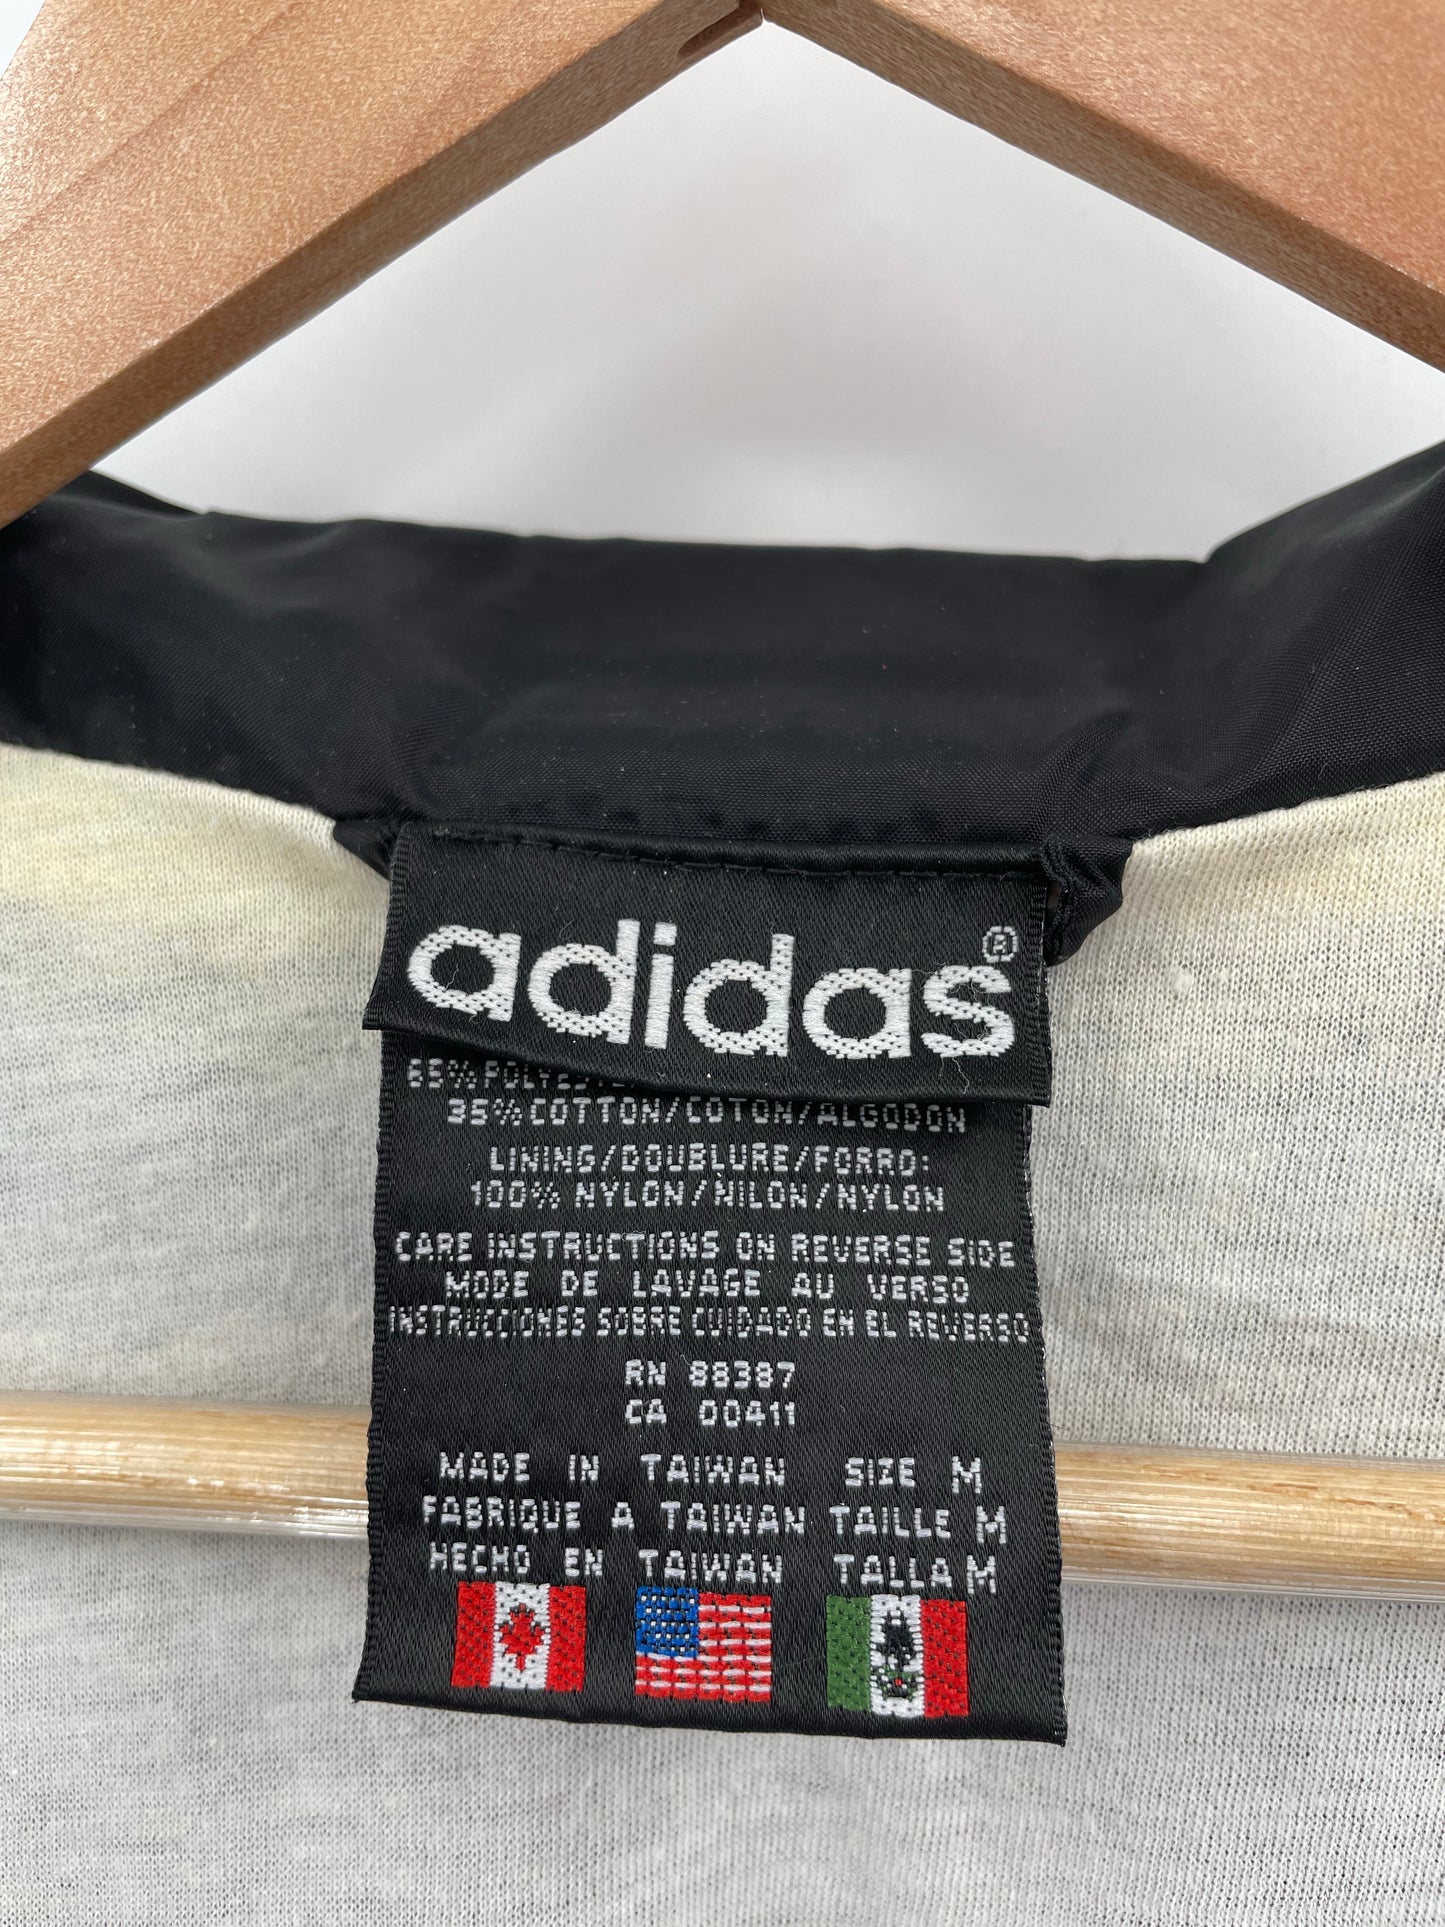 adidas®
65% POLYESTE
35% COTTON/COTON/ALGODON
LINING/DOUBLURE/FORRO:
100% NYLON/NILON/NYLON
CARE INSTRUCTIONS ON REVERSE SIDE
MODE DE LAVAGE AU VERSO
INSTRUCCIONES SOBRE CUIDADO EN EL REVERSO
RN 88387
CA 00411
MADE IN TAIWAN SIZE M
FABRIQUE A TAIWAN TAILLE M
HECHO EN TAIWAN TALLA M